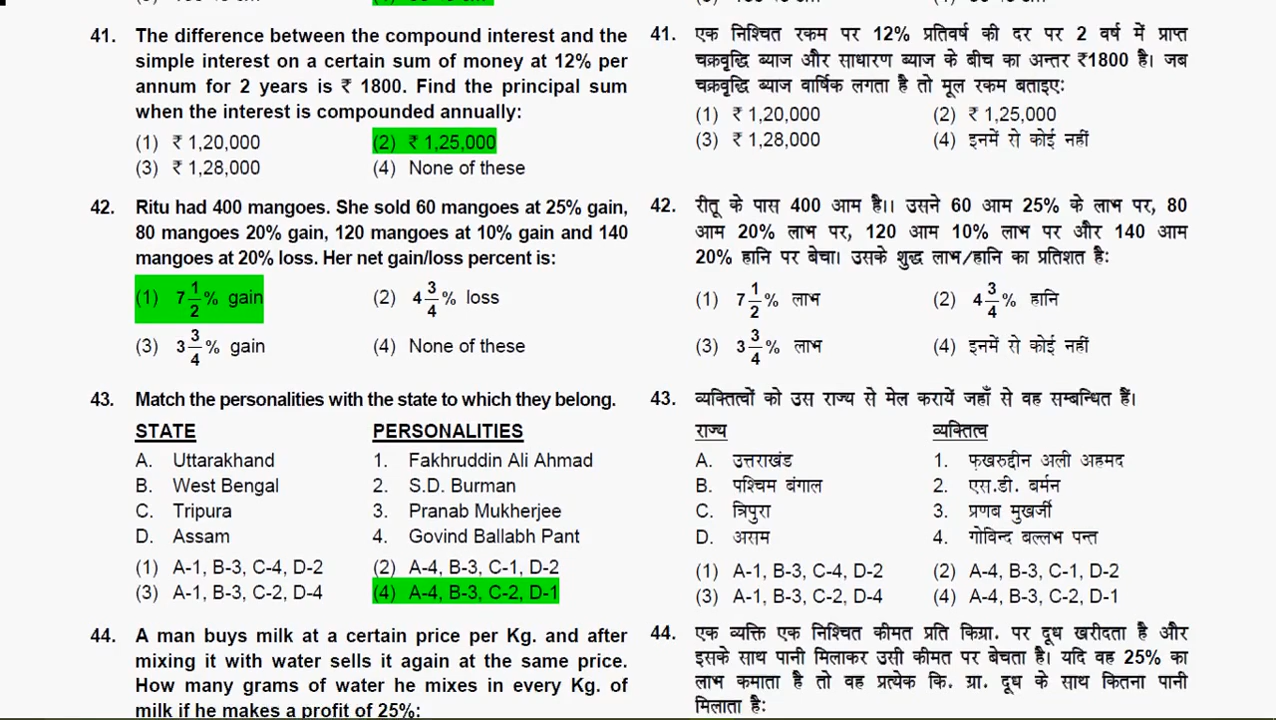 41. The difference between the compound interest and the
simple interest on a certain sum of money at 12% per
annum for 2 years is ₹ 1800. Find the principal sum
when the interest is compounded annually:
(1) ₹ 1,20,000 (2) ₹ 1,25,000
(3) ₹ 1,28,000 (4) None of these
42. Ritu had 400 mangoes. She sold 60 mangoes at 25% gain,
80 mangoes 20% gain, 120 mangoes at 10% gain and 140
mangoes at 20% loss. Her net gain/loss percent is:
(1) 7 1/2 % gain (2) 4 3/4 % loss
(3) 3 3/4 % gain (4) None of these
43. Match the personalities with the state to which they belong.
STATE PERSONALITIES
A. Uttarakhand 1. Fakhruddin Ali Ahmad
B. West Bengal 2. S.D. Burman
C. Tripura 3. Pranab Mukherjee
D. Assam 4. Govind Ballabh Pant
(1) A-1, B-3, C-4, D-2 (2) A-4, B-3, C-1, D-2
(3) A-1, B-3, C-2, D-4 (4) A-4, B-3, C-2, D-1
44. A man buys milk at a certain price per Kg. and after
mixing it with water sells it again at the same price.
How many grams of water he mixes in every Kg. of
milk if he makes a profit of 25%:
41. एक निश्चित रकम पर 12% प्रतिवर्ष की दर पर 2 वर्ष में प्राप्त
चक्रवृद्धि ब्याज और साधारण ब्याज के बीच का अन्तर ₹1800 है। जब
चक्रवृद्धि ब्याज वार्षिक लगता है तो मूल रकम बताइए:
(1) ₹ 1,20,000 (2) ₹ 1,25,000
(3) ₹ 1,28,000 (4) इनमें से कोई नहीं
42. रीतू के पास 400 आम है।। उसने 60 आम 25% के लाभ पर, 80
आम 20% लाभ पर, 120 आम 10% लाभ पर और 140 आम
20% हानि पर बेचा। उसके शुद्ध लाभ/हानि का प्रतिशत है:
(1) 7 1/2 % लाभ (2) 4 3/4 % हानि
(3) 3 3/4 % लाभ (4) इनमें से कोई नहीं
43. व्यक्तित्वों को उस राज्य से मेल करायें जहाँ से वह सम्बन्धित हैं।
राज्य व्यक्तित्व
A. उत्तराखंड 1. फ़खरुद्दीन अली अहमद
B. पश्चिम बंगाल 2. एस.डी. बर्मन
C. त्रिपुरा 3. प्रणब मुखर्जी
D. असम 4. गोबिन्द बल्लभ पन्त
(1) A-1, B-3, C-4, D-2 (2) A-4, B-3, C-1, D-2
(3) A-1, B-3, C-2, D-4 (4) A-4, B-3, C-2, D-1
44. एक व्यक्ति एक निश्चित कीमत प्रति किग्रा. पर दूध खरीदता है और
इसके साथ पानी मिलाकर उसी कीमत पर बेचता है। यदि वह 25% का
लाभ कमाता है तो वह प्रत्येक कि. ग्रा. दूध के साथ कितना पानी
मिलाता है: